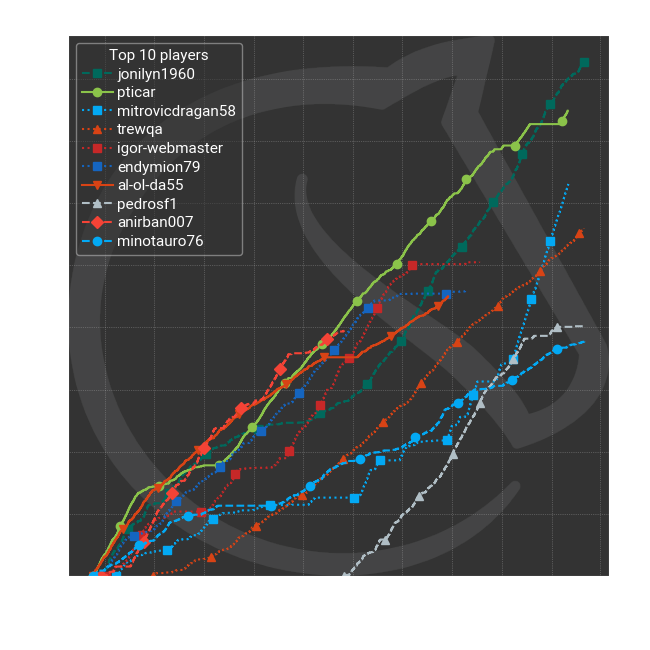 Top 10 players
jonilyn1960
pticar
mitrovicdragan58
trewqa
igor-webmaster
endymion79
al-ol-da55
pedrosf1
anirban007
minotauro76